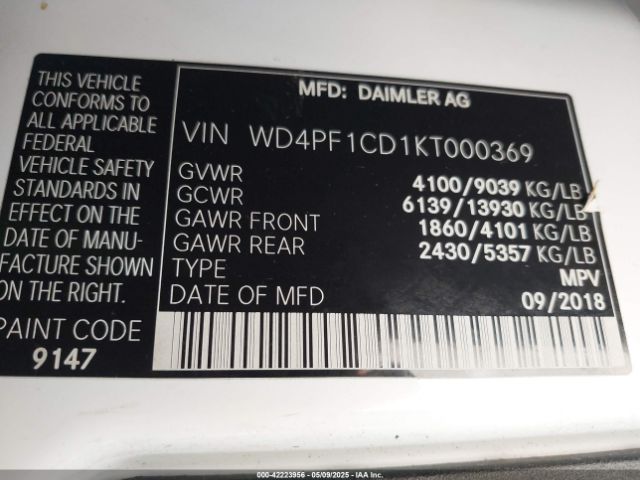 THIS VEHICLE
CONFORMS TO
ALL APPLICABLE
FEDERAL
VEHICLE SAFETY
STANDARDS IN
EFFECT ON THE
DATE OF MANU-
FACTURE SHOWN
ON THE RIGHT.
PAINT CODE
9147
MFD: DAIMLER AG
VIN WD4PF1CD1KT000369
GVWR 4100/9039 KG/LB
GCWR 6139/13930 KG/LB
GAWR FRONT 1860/4101 KG/LB
GAWR REAR 2430/5357 KG/LB
TYPE MPV
DATE OF MFD 09/2018
000-42223956 | 05/09/2025 | IAA Inc.